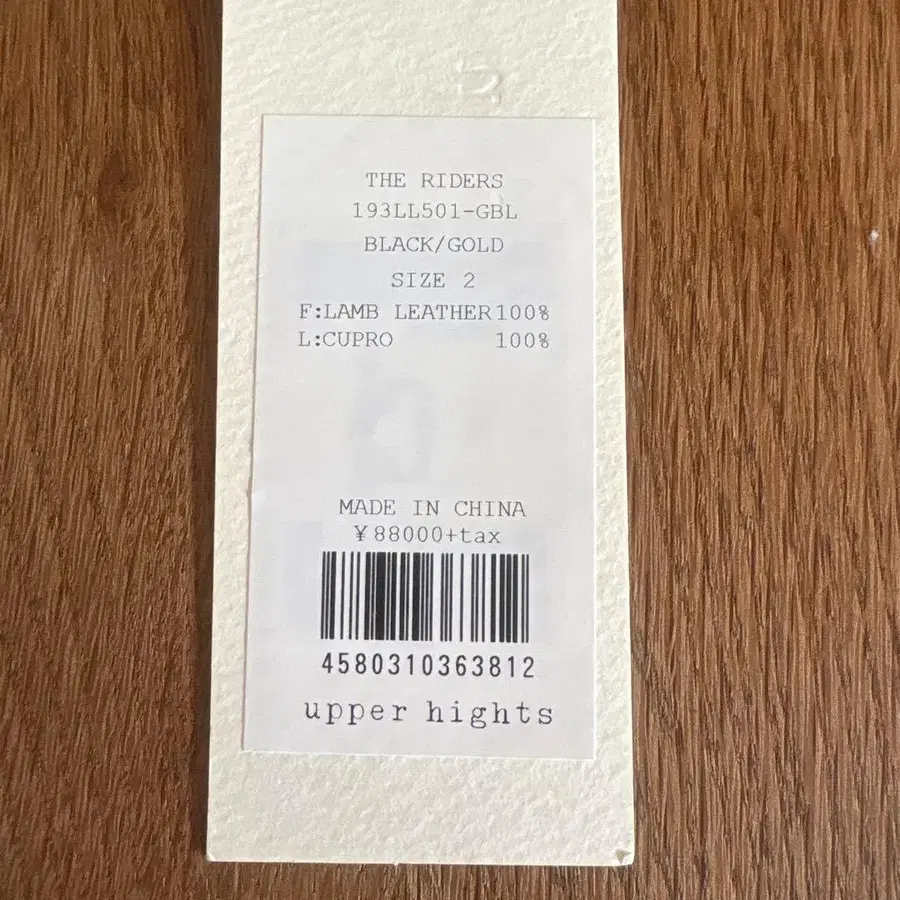 THE RIDERS
193LL501-GBL
BLACK/GOLD
SIZE 2
F:LAMB LEATHER100%
L:CUPRO 100%
MADE IN CHINA
¥88000+tax
4580310363812
upper hights